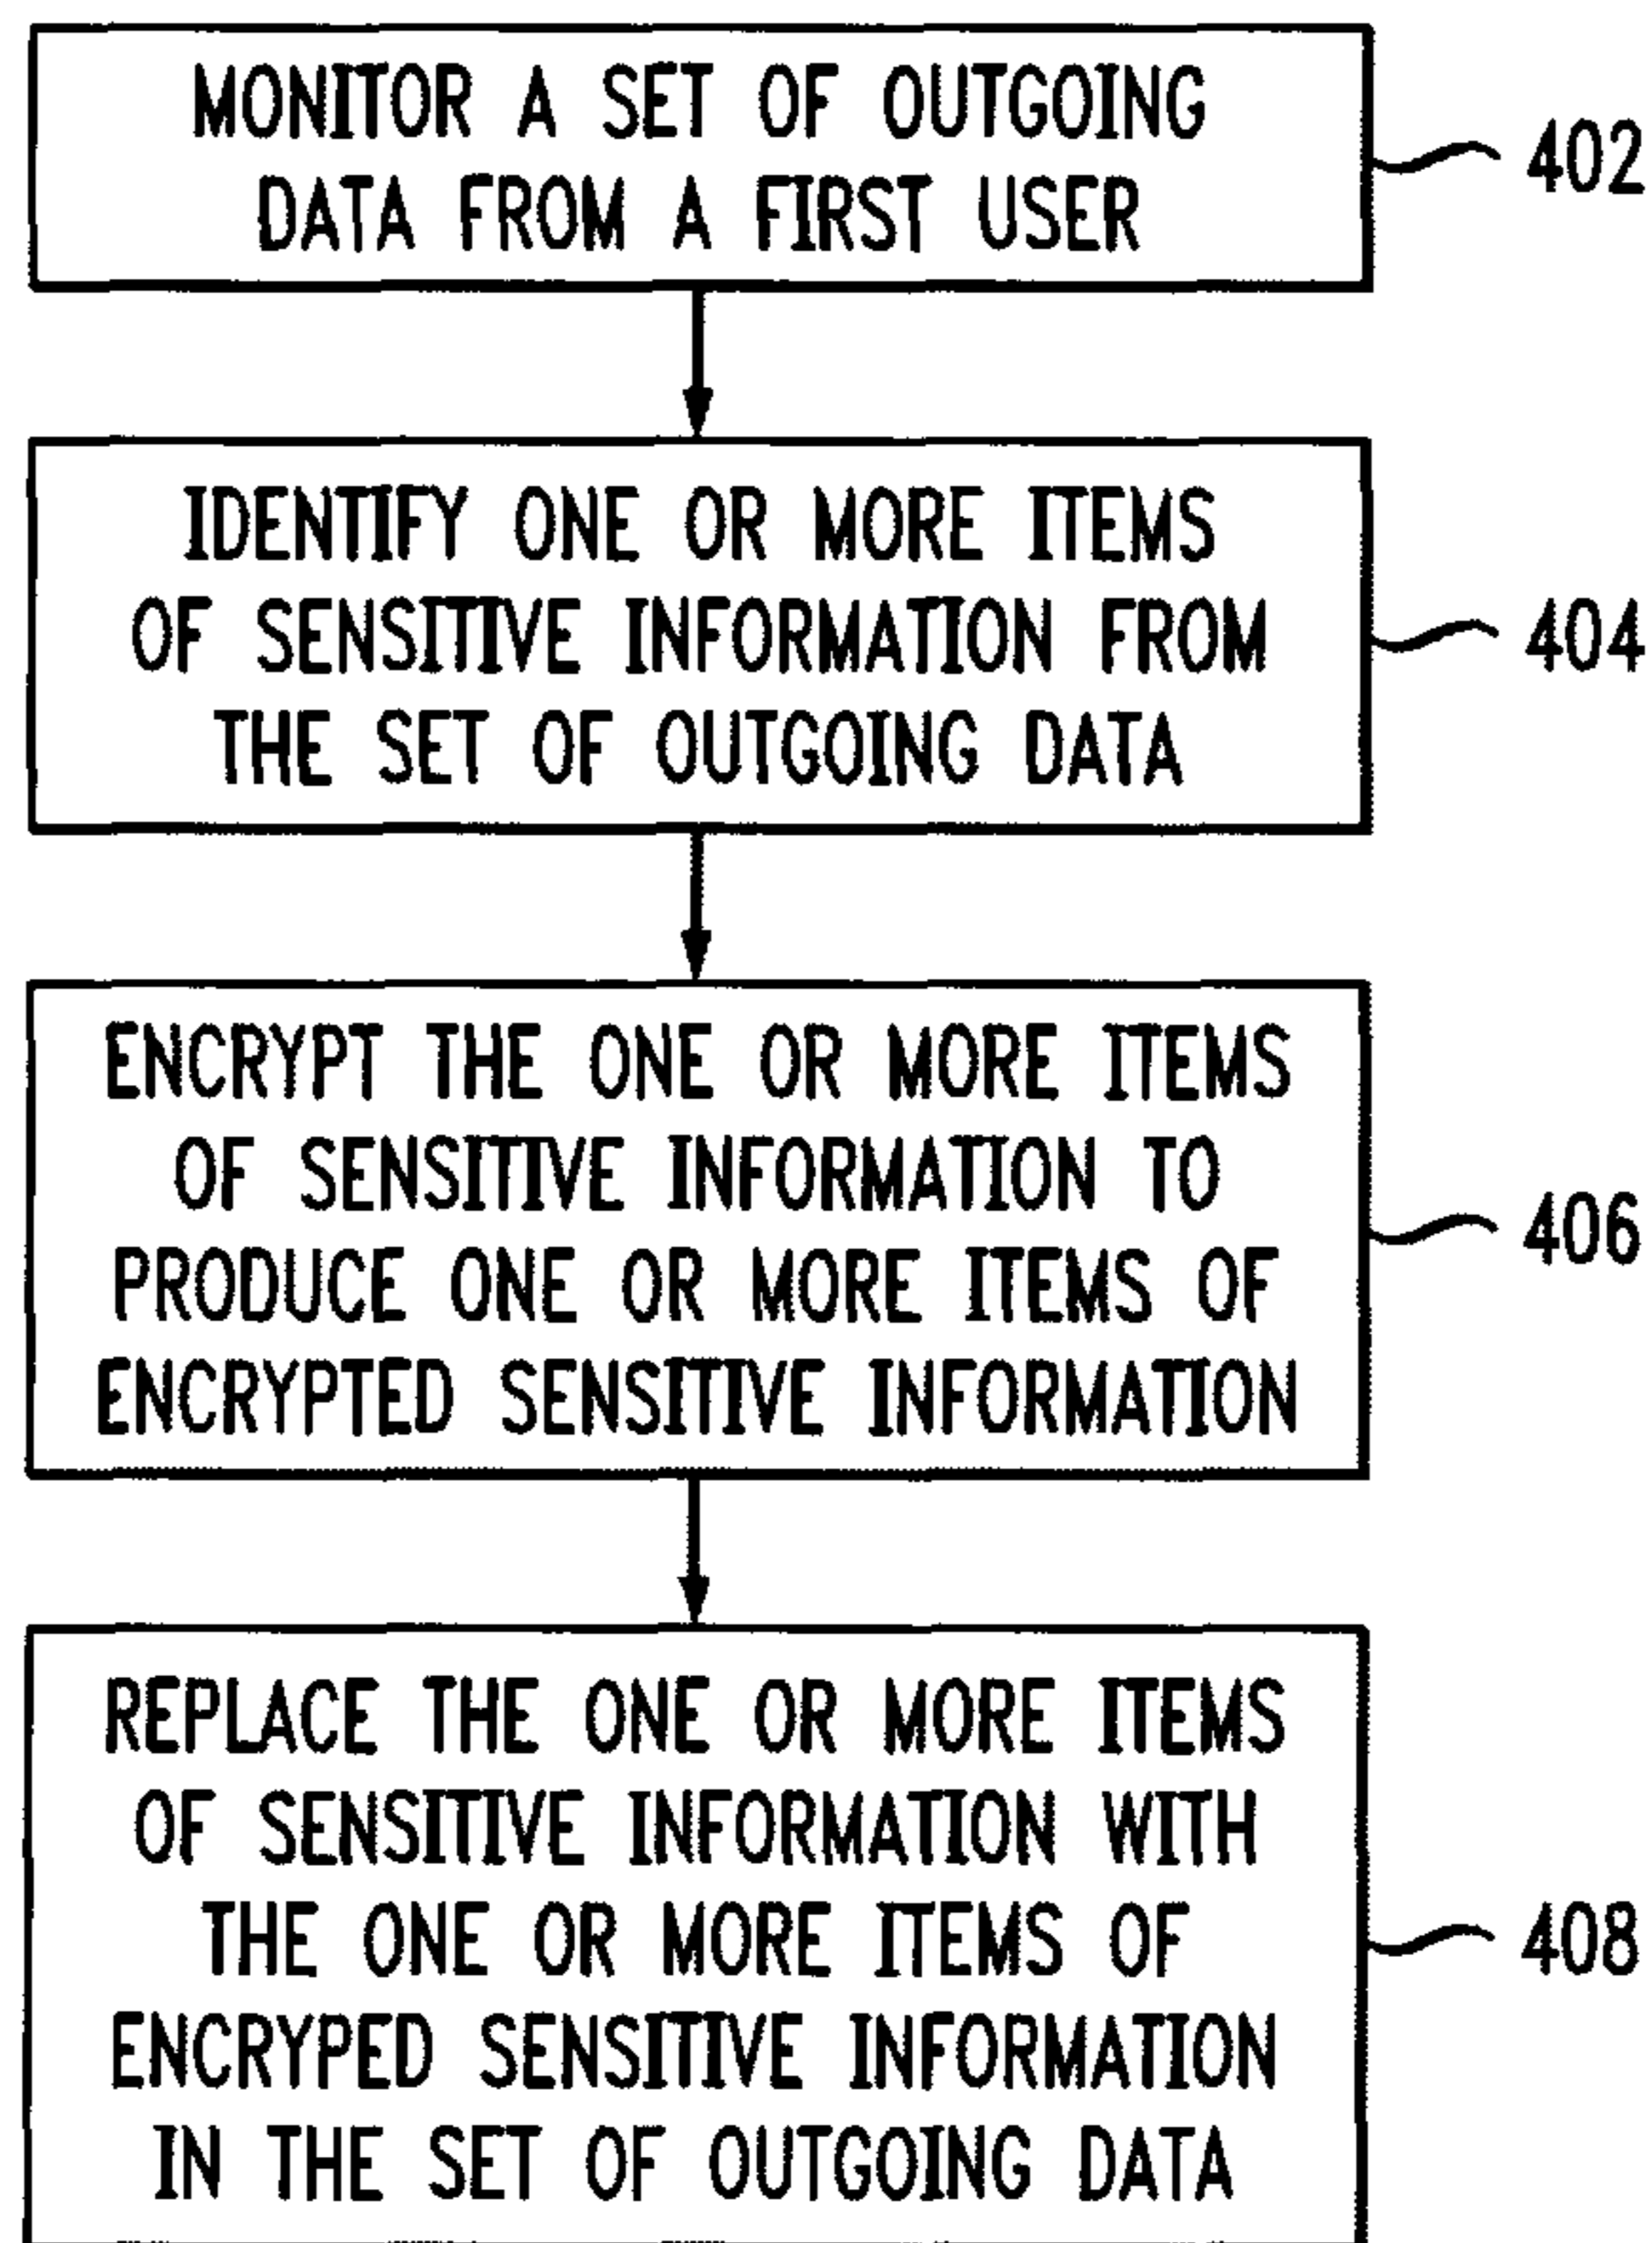 MONITOR A SET OF OUTGOING
DATA FROM A FIRST USER
402
IDENTIFY ONE OR MORE ITEMS
OF SENSITIVE INFORMATION FROM
THE SET OF OUTGOING DATA
404
ENCRYPT THE ONE OR MORE ITEMS
OF SENSITIVE INFORMATION TO
PRODUCE ONE OR MORE ITEMS OF
ENCRYPTED SENSITIVE INFORMATION
406
REPLACE THE ONE OR MORE ITEMS
OF SENSITIVE INFORMATION WITH
THE ONE OR MORE ITEMS OF
ENCRYPED SENSITIVE INFORMATION
IN THE SET OF OUTGOING DATA
408